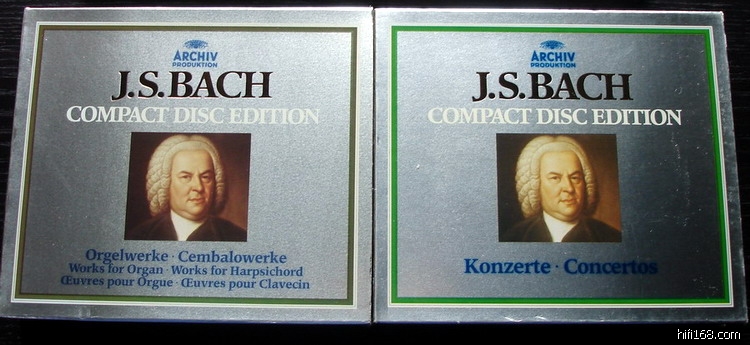 ARCHIV
PRODUKTION
J.S.BACH
COMPACT DISC EDITION
Orgelwerke · Cembalowerke
Works for Organ · Works for Harpsichord
Œuvres pour Orgue · Œuvres pour Clavecin
ARCHIV
PRODUKTION
J.S.BACH
COMPACT DISC EDITION
Konzerte · Concertos
hifi168.com